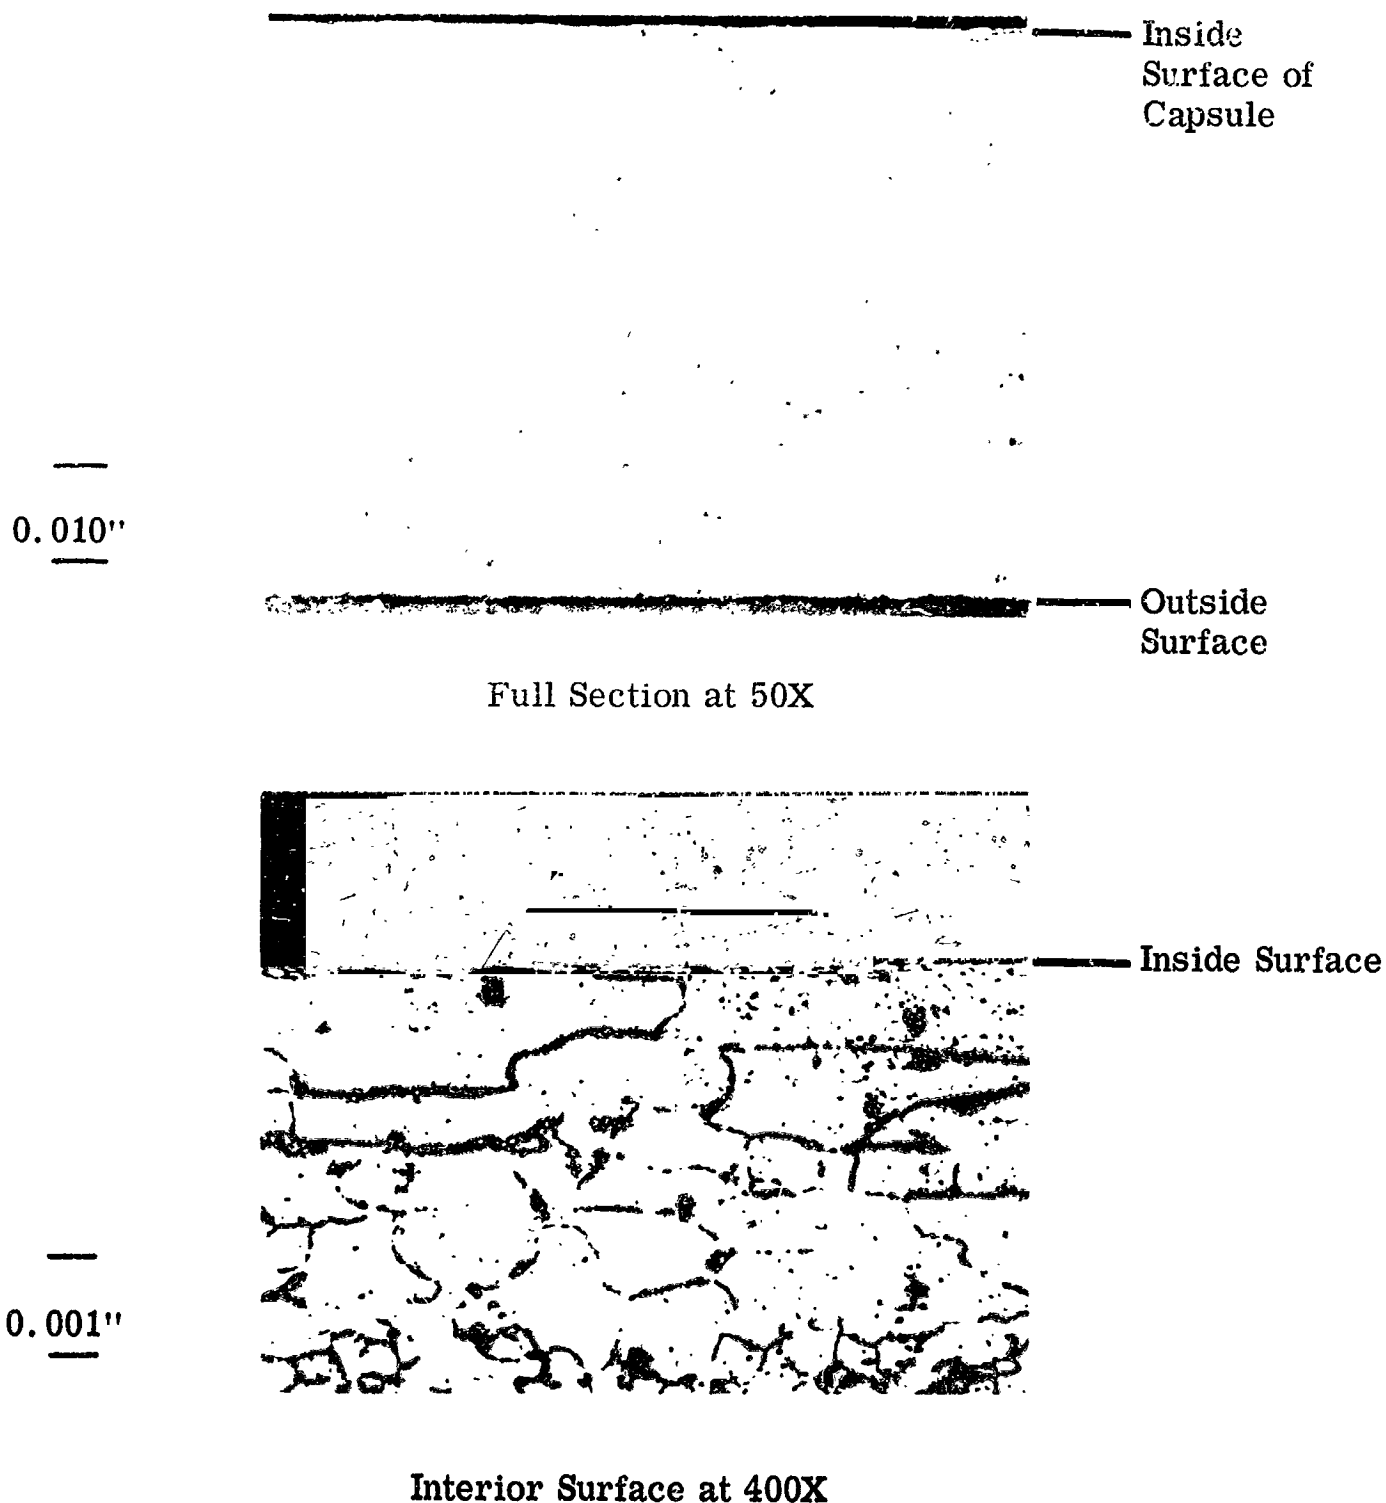 Inside
Surface of
Capsule
0.010"
Outside
Surface
Full Section at 50X
Inside Surface
0.001"
Interior Surface at 400X